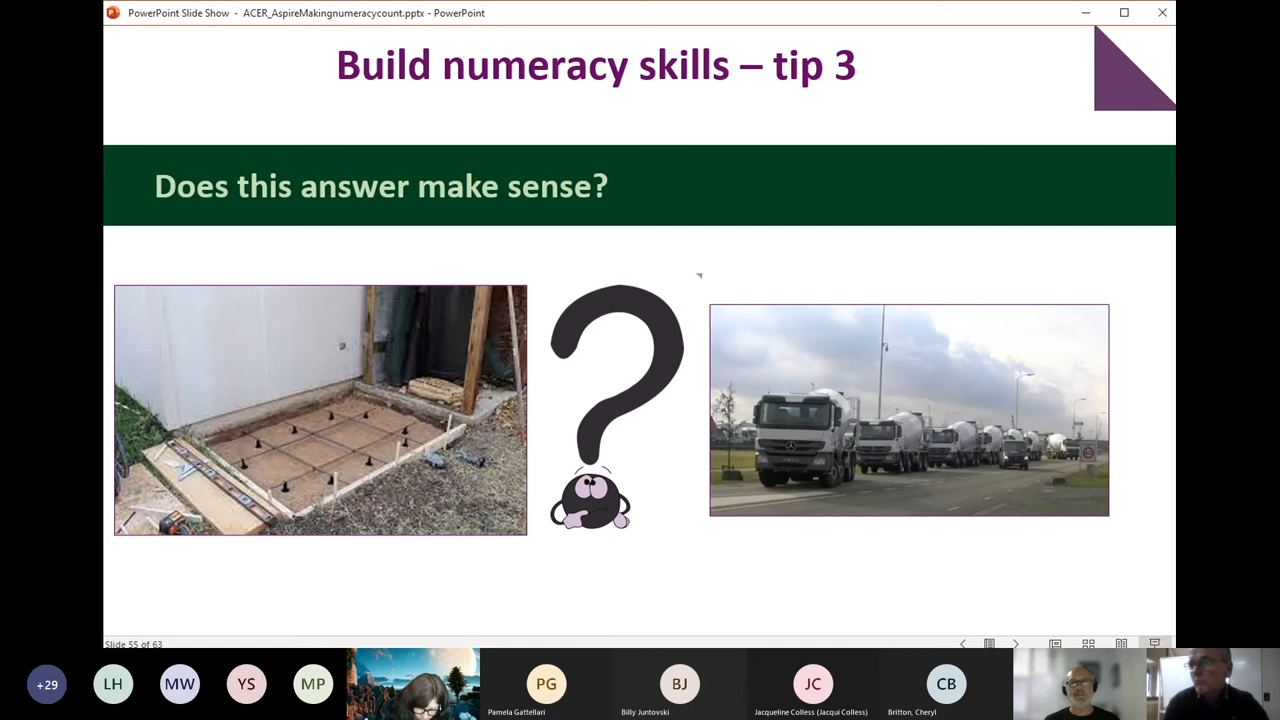 PowerPoint Slide Show - ACER_AspireMakingnumeracycount.pptx - PowerPoint
Build numeracy skills – tip 3
Does this answer make sense?
Slide 55 of 63
+29
LH
MW
YS
MP
PG
BJ
JC
CB
Pamela Gattellari
Billy Juntovski
Jacqueline Colless (Jacqui Colless)
Britton, Cheryl